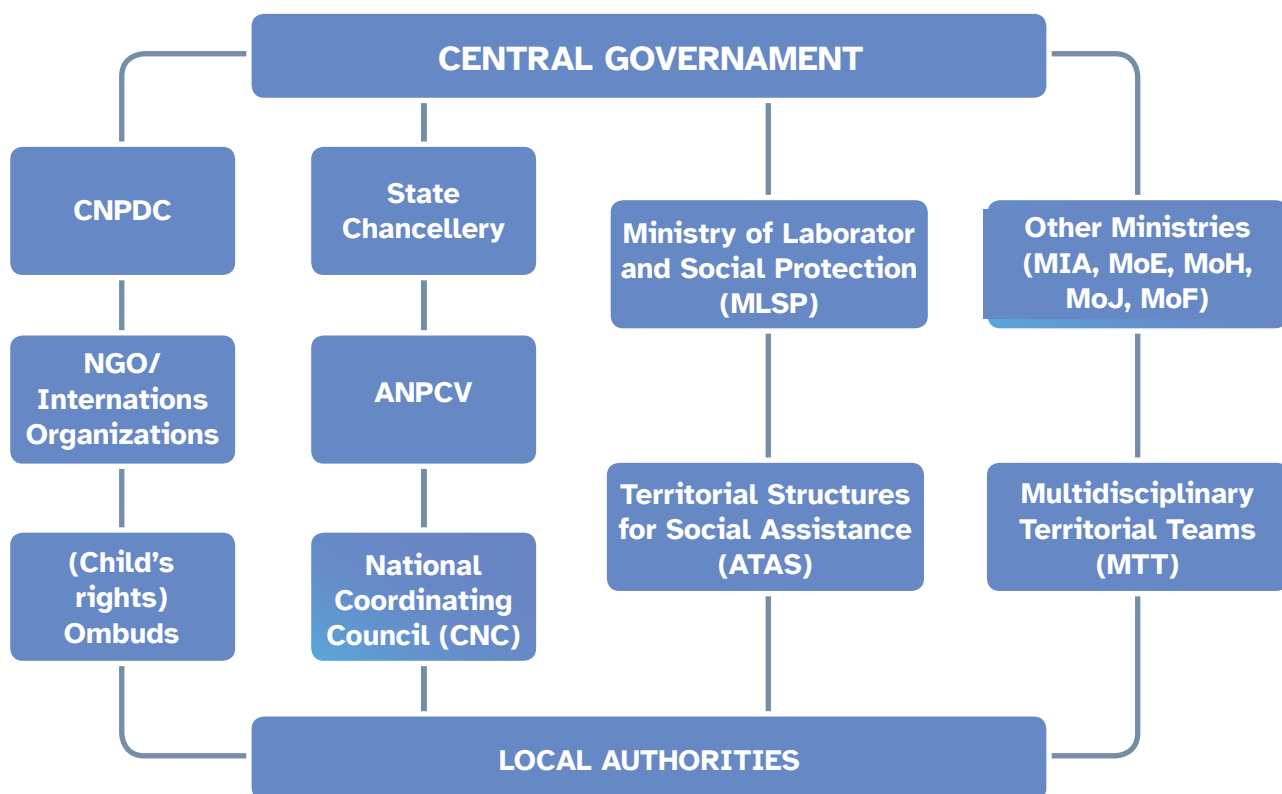 CENTRAL GOVERNAMENT
CNPDC
State
Chancellery
Ministry of Laborator
and Social Protection
(MLSP)
Other Ministries
(MIA, MoE, MoH,
MoJ, MoF)
NGO/
Internations
Organizations
ANPCV
Territorial Structures
for Social Assistance
(ATAS)
Multidisciplinary
Territorial Teams
(MTT)
(Child’s
rights)
Ombuds
National
Coordinating
Council (CNC)
LOCAL AUTHORITIES